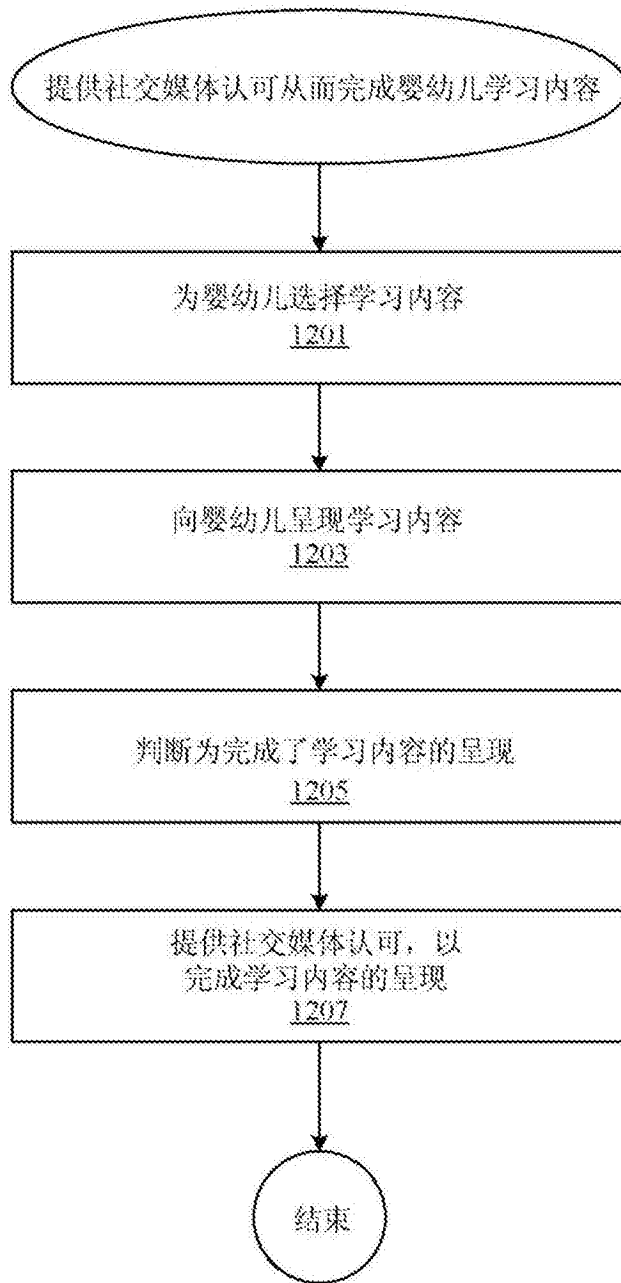 提供社交媒体认可从而完成婴幼儿学习内容
为婴幼儿选择学习内容
1201
向婴幼儿呈现学习内容
1203
判断为完成了学习内容的呈现
1205
提供社交媒体认可，以
完成学习内容的呈现
1207
结束